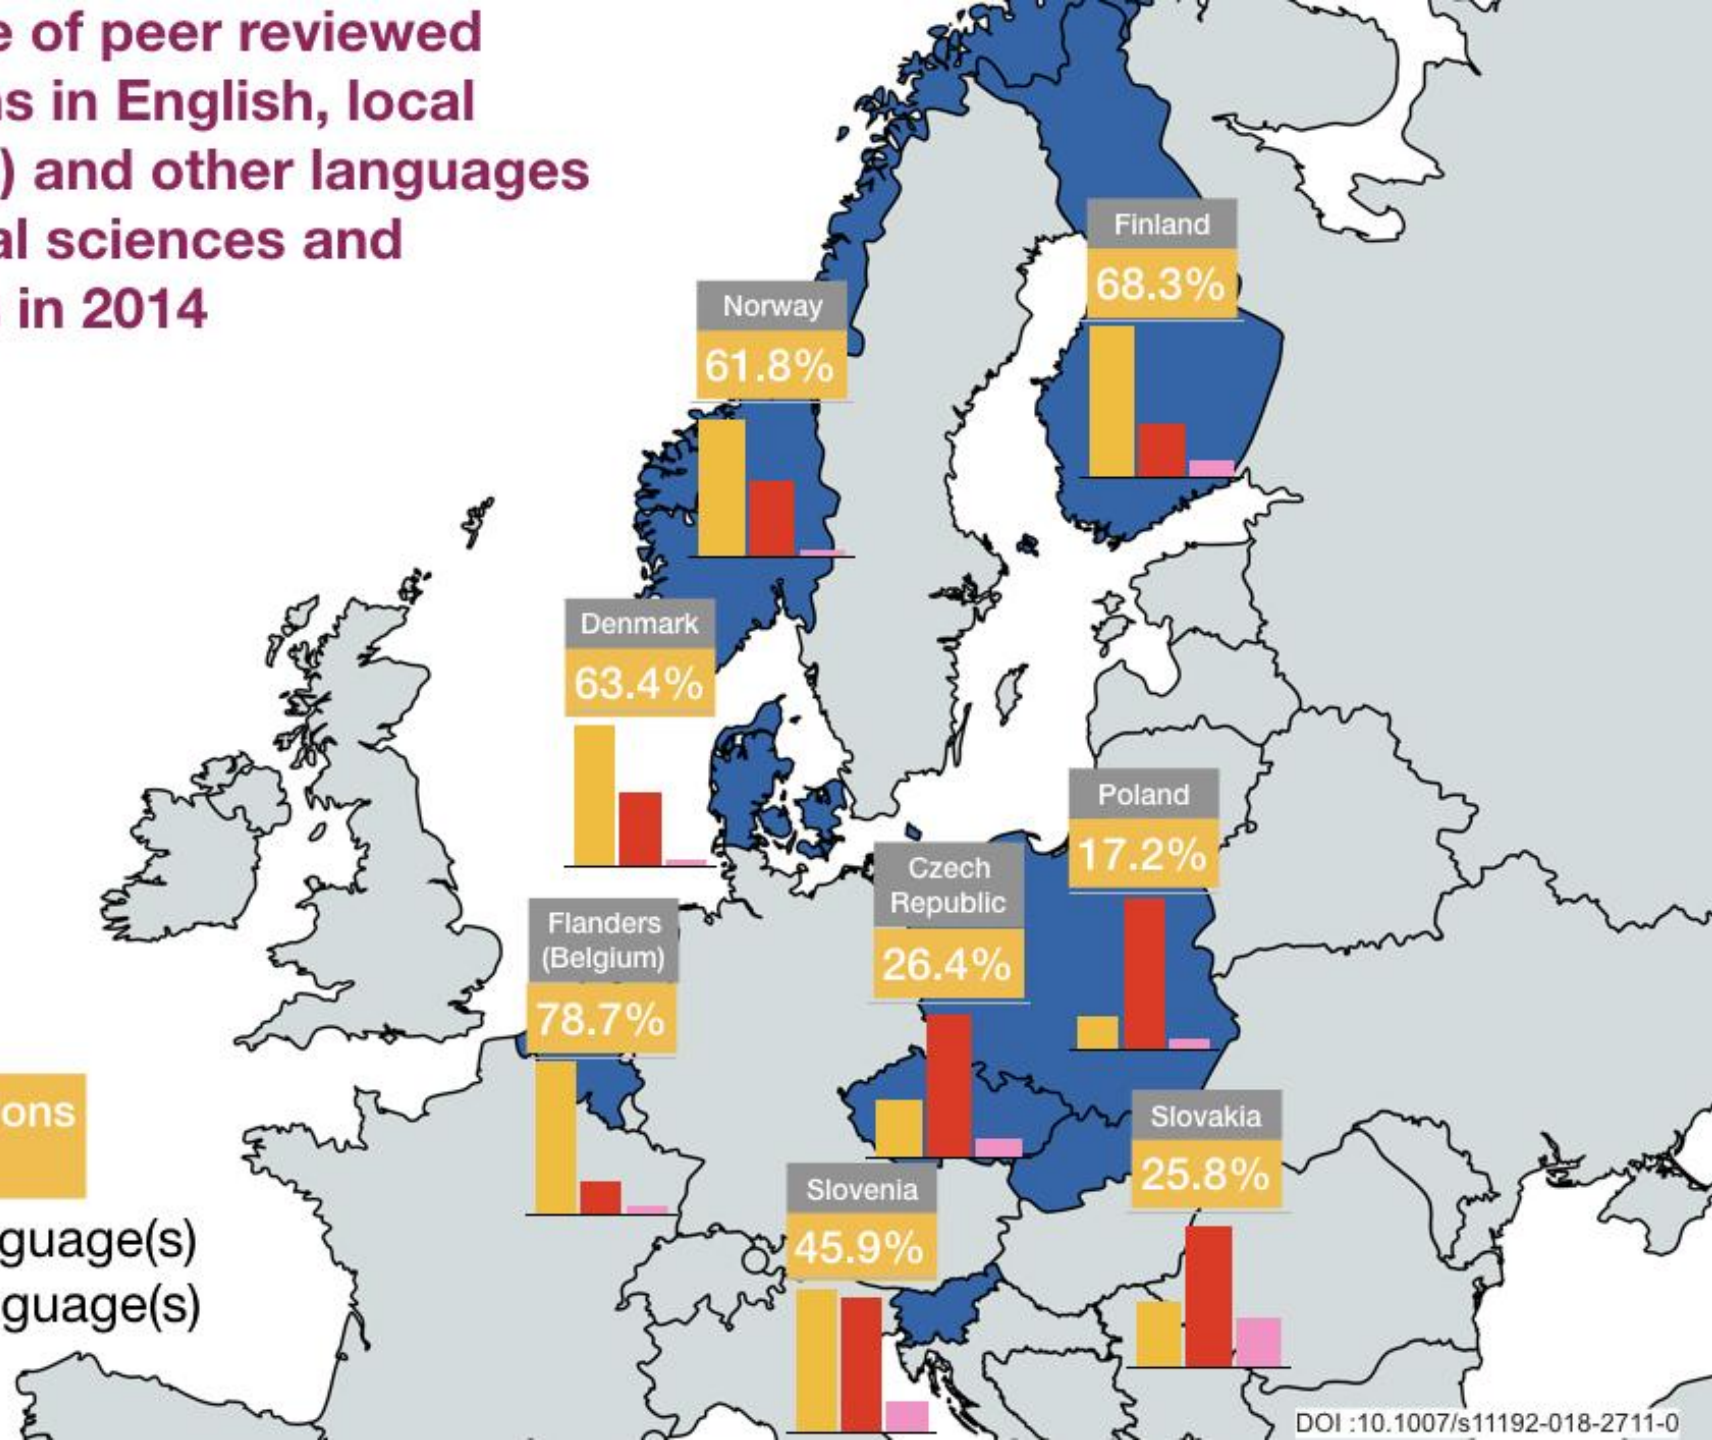 e of peer reviewed
ns in English, local
) and other languages
al sciences and
in 2014
Finland
68.3%
Norway
61.8%
Denmark
63.4%
Poland
17.2%
Czech
Republic
26.4%
Flanders
(Belgium)
78.7%
Slovakia
25.8%
Slovenia
45.9%
ons
guage(s)
guage(s)
DOI :10.1007/s11192-018-2711-0